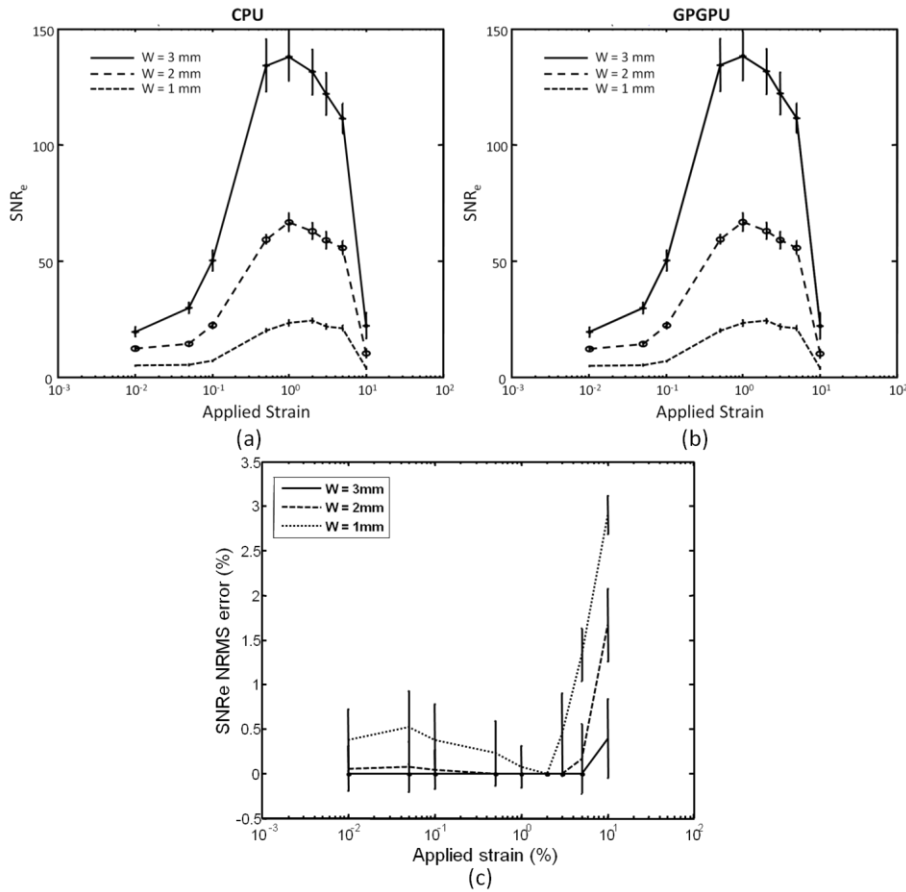 CPU
GPGPU
150
100
50
0
SNRe
W = 3 mm
W = 2 mm
W = 1 mm
10-3
10-2
10-1
100
101
102
Applied Strain
(a)
150
100
50
0
SNRe
W = 3 mm
W = 2 mm
W = 1 mm
10-3
10-2
10-1
100
101
102
Applied Strain
(b)
3.5
3
2.5
2
1.5
1
0.5
0
-0.5
SNRe NRMS error (%)
W = 3mm
W = 2mm
W = 1mm
10-3
10-2
10-1
100
101
102
Applied strain (%)
(c)